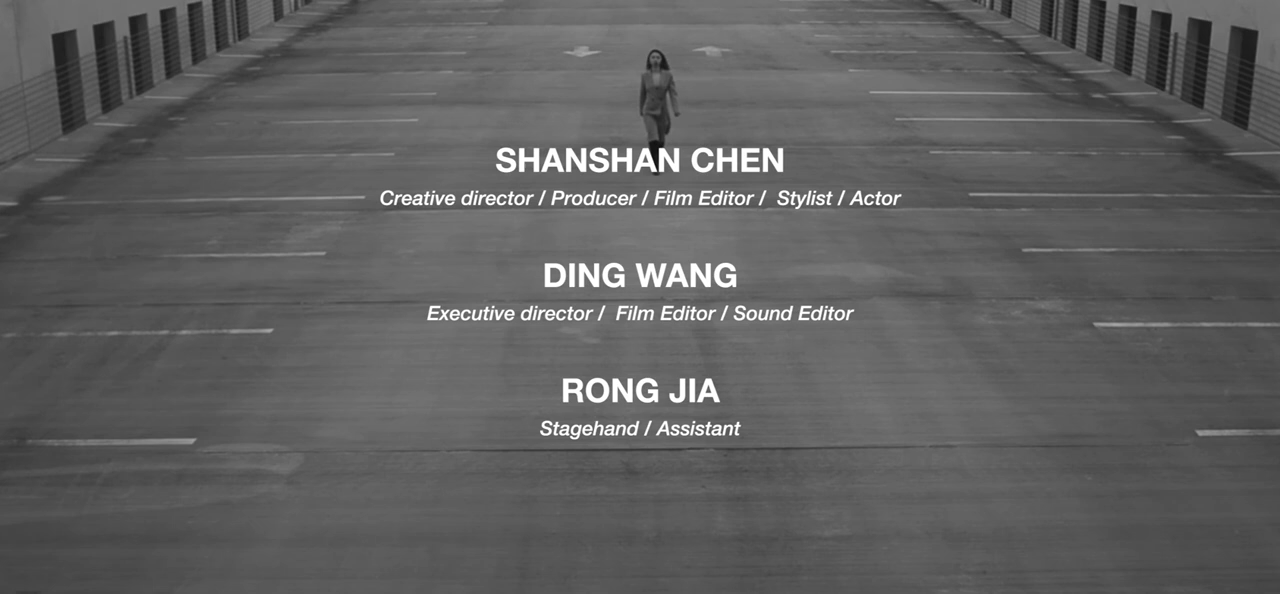 SHANSHAN CHEN
Creative director / Producer / Film Editor /  Stylist / Actor
DING WANG
Executive director /  Film Editor / Sound Editor
RONG JIA
Stagehand / Assistant